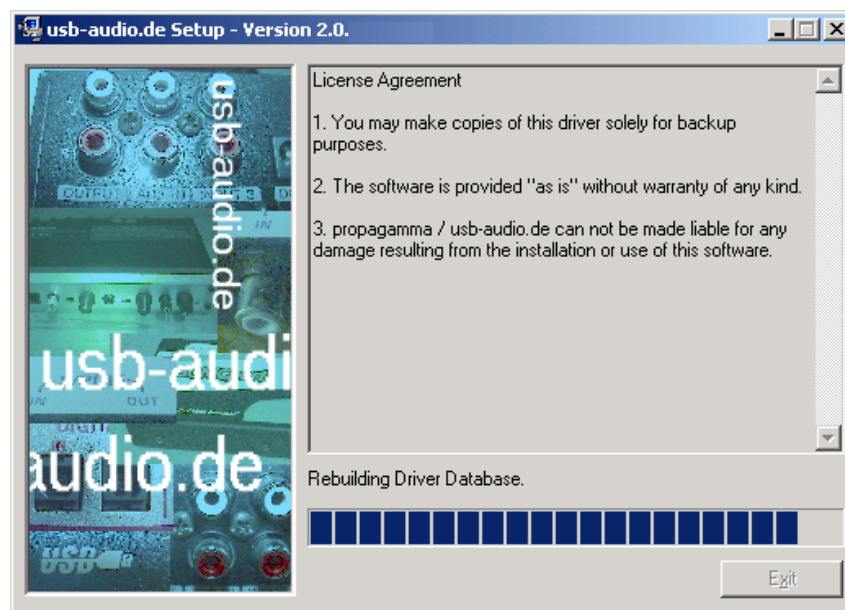 usb-audio.de Setup - Version 2.0.
usb-audio.de
IN
usb-audi
OUT
audio.de
USB
License Agreement
1. You may make copies of this driver solely for backup
purposes.
2. The software is provided "as is" without warranty of any kind.
3. propagamma / usb-audio.de can not be made liable for any
damage resulting from the installation or use of this software.
Rebuilding Driver Database.
Exit